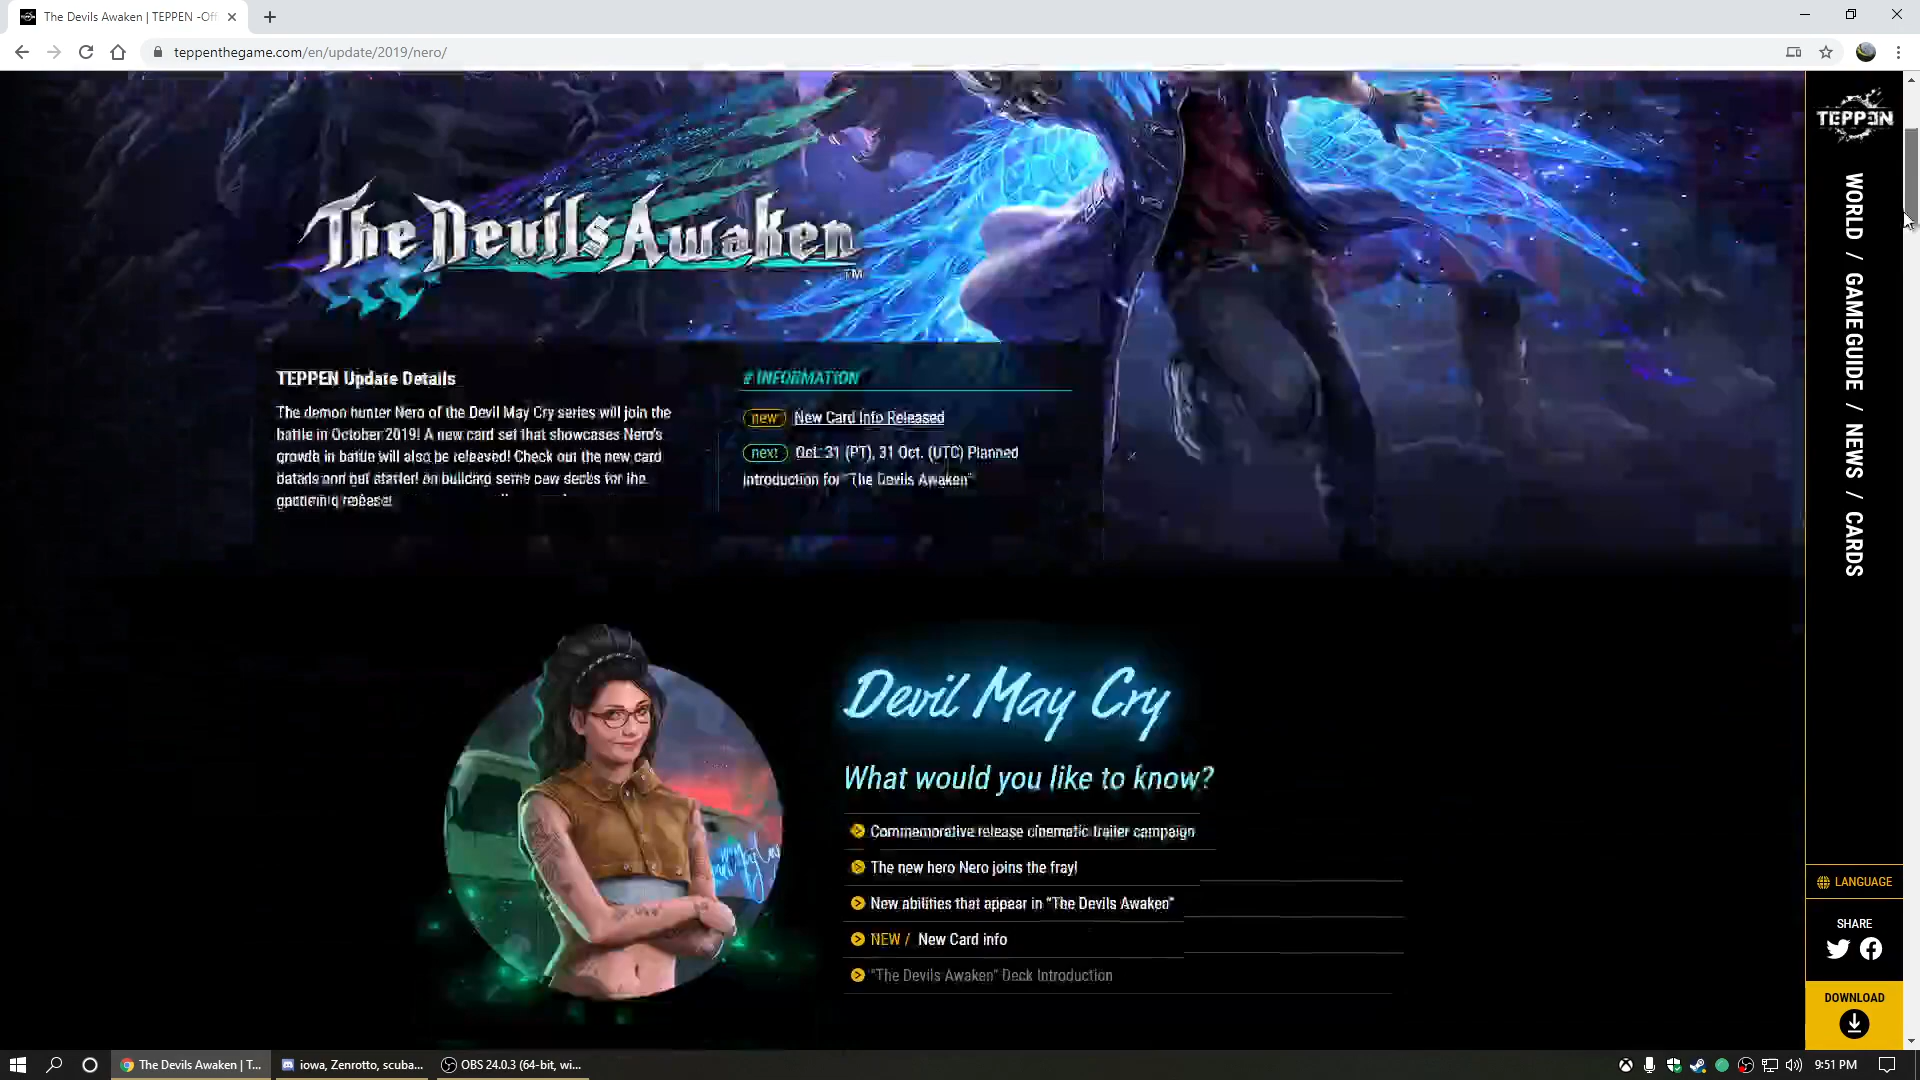 The Devils Awaken | TEPPEN -Off
teppenthegame.com/en/update/2019/nero/
The Devils Awaken™
TEPPEN Update Details
The demon hunter Nero of the Devil May Cry series will join the
battle in October 2019! A new card set that showcases Nero's
growth in battle will also be released! Check out the new card
and get started on building some new decks for the
# INFORMATION
new New Card Info Released
next Oct. 31 (PT), 31 Oct. (UTC) Planned
Introduction for "The Devils Awaken"
Devil May Cry
What would you like to know?
Commemorative release cinematic trailer campaign
The new hero Nero joins the fray!
New abilities that appear in "The Devils Awaken"
NEW / New Card info
"The Devils Awaken" Deck Introduction
TEPPEN
WORLD / GAME GUIDE / NEWS / CARDS
LANGUAGE
SHARE
DOWNLOAD
The Devils Awaken | T...
iowa, Zenrotto, scuba...
OBS 24.0.3 (64-bit, wi...
9:51 PM